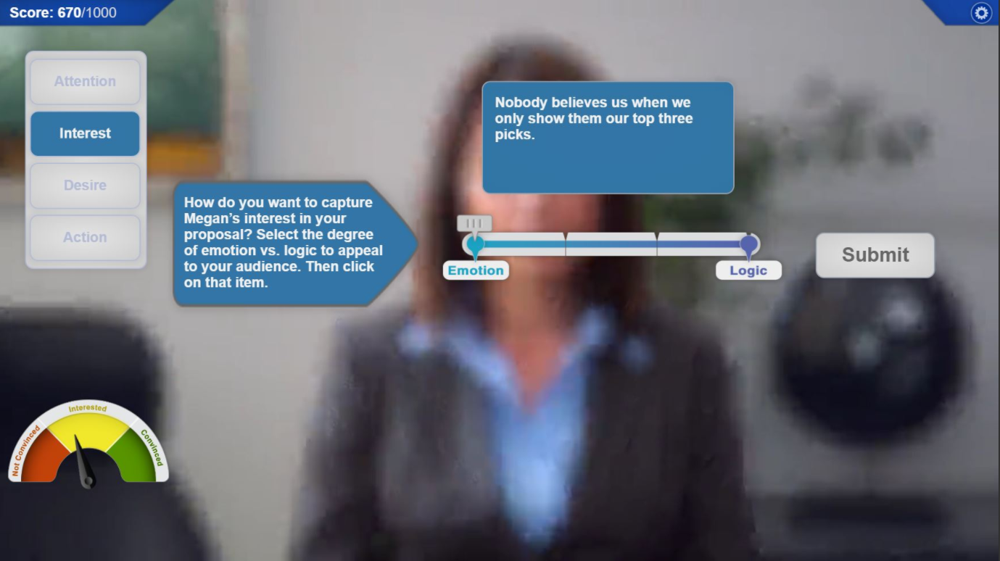 Score: 670/1000
Attention
Interest
Desire
Action
How do you want to capture
Megan's interest in your
proposal? Select the degree
of emotion vs. logic to appeal
to your audience. Then click
on that item.
Nobody believes us when we
only show them our top three
picks.
Emotion
Logic
Submit
Not Convinced
Interested
Convinced